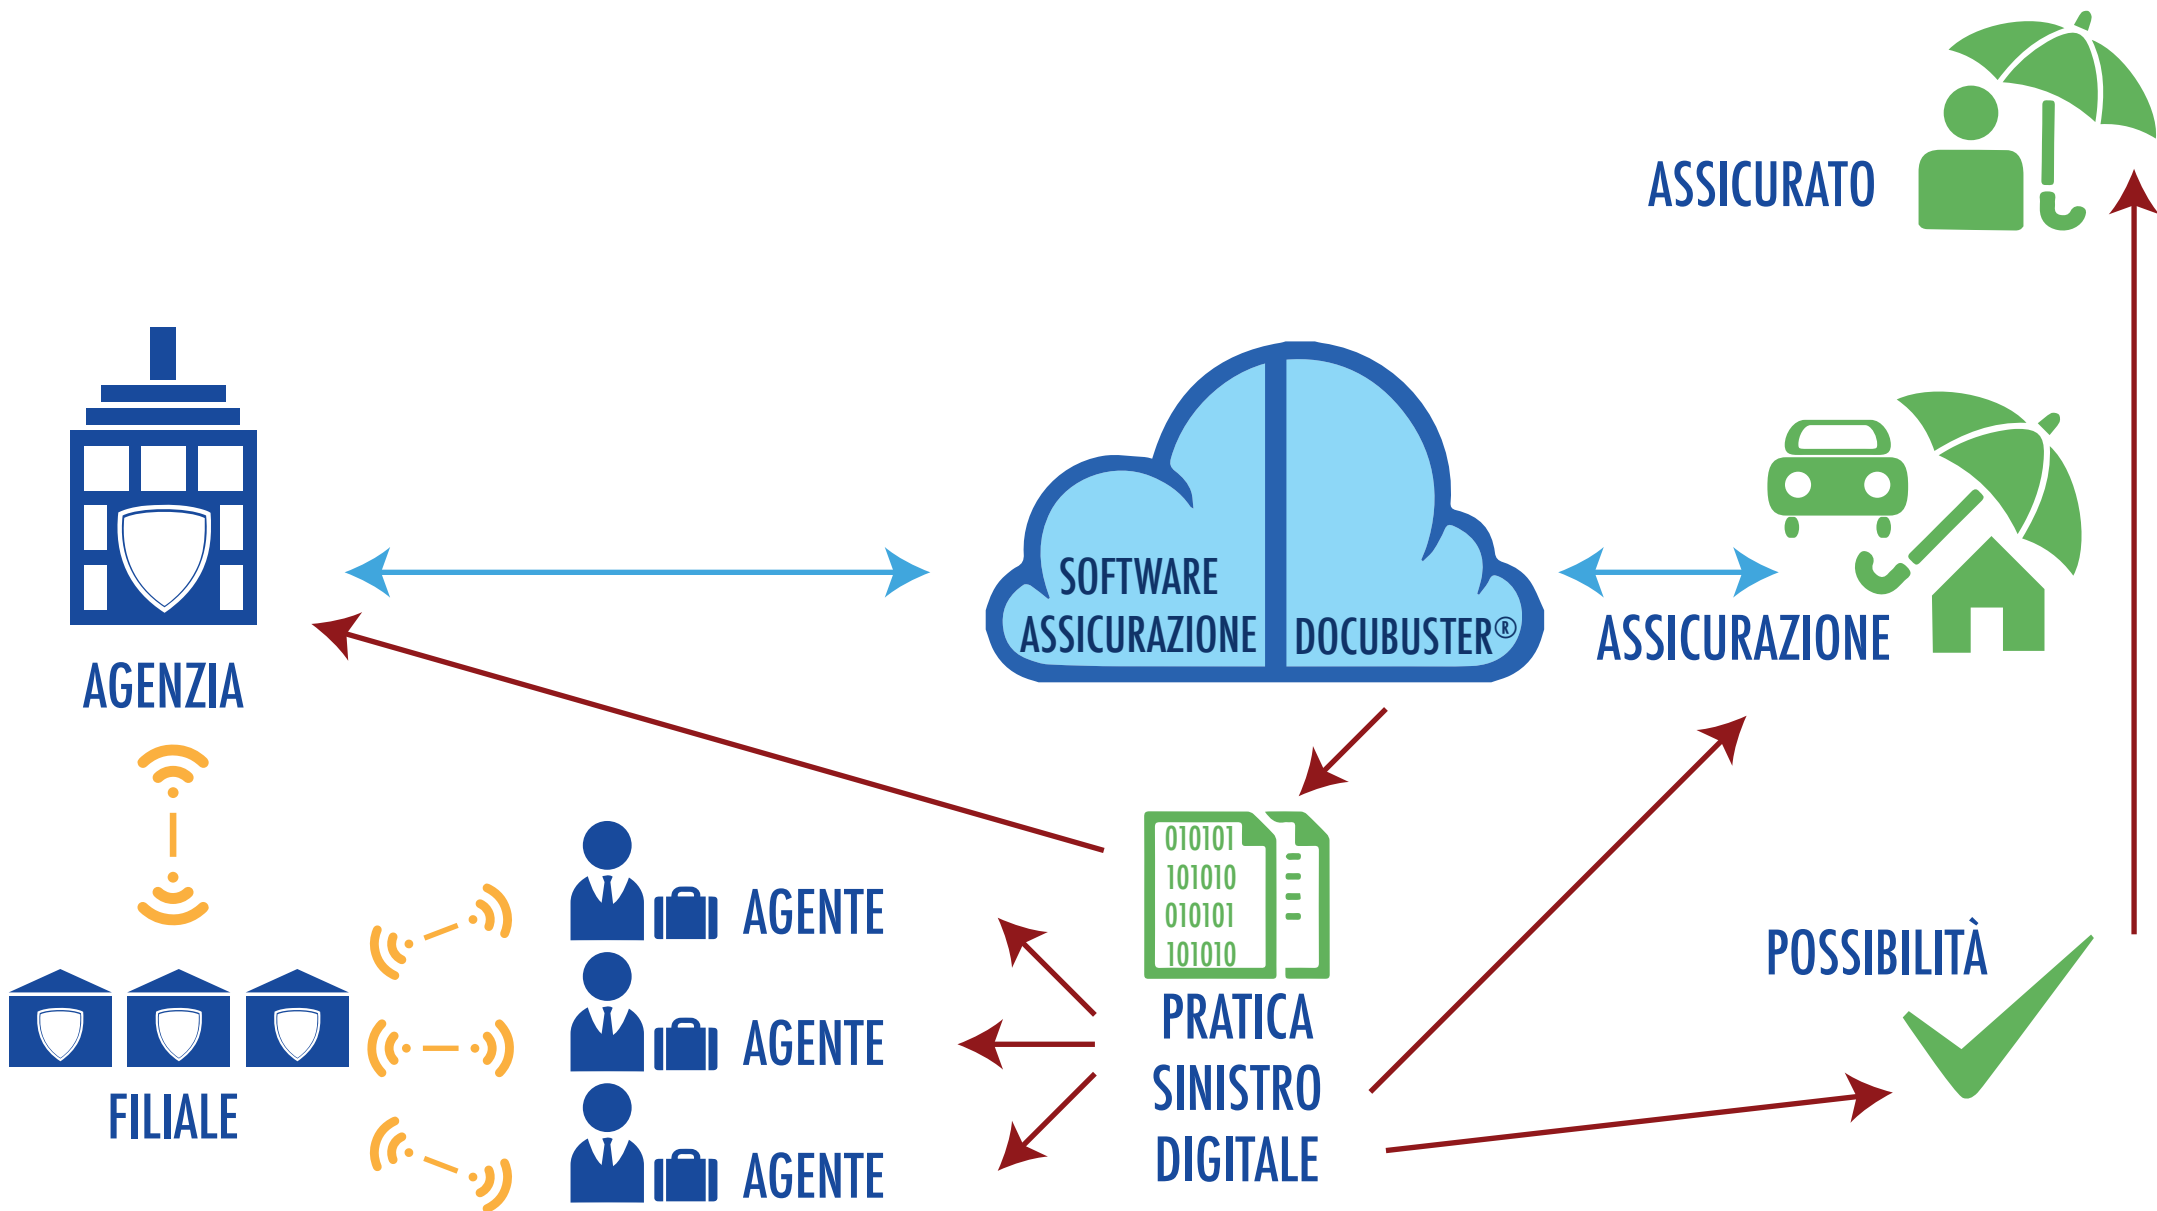 ASSICURATO
SOFTWARE
ASSICURAZIONE
DOCUBUSTER®
ASSICURAZIONE
AGENZIA
010101
101010
010101
101010
AGENTE
POSSIBILITÀ
PRATICA
SINISTRO
DIGITALE
AGENTE
FILIALE
AGENTE